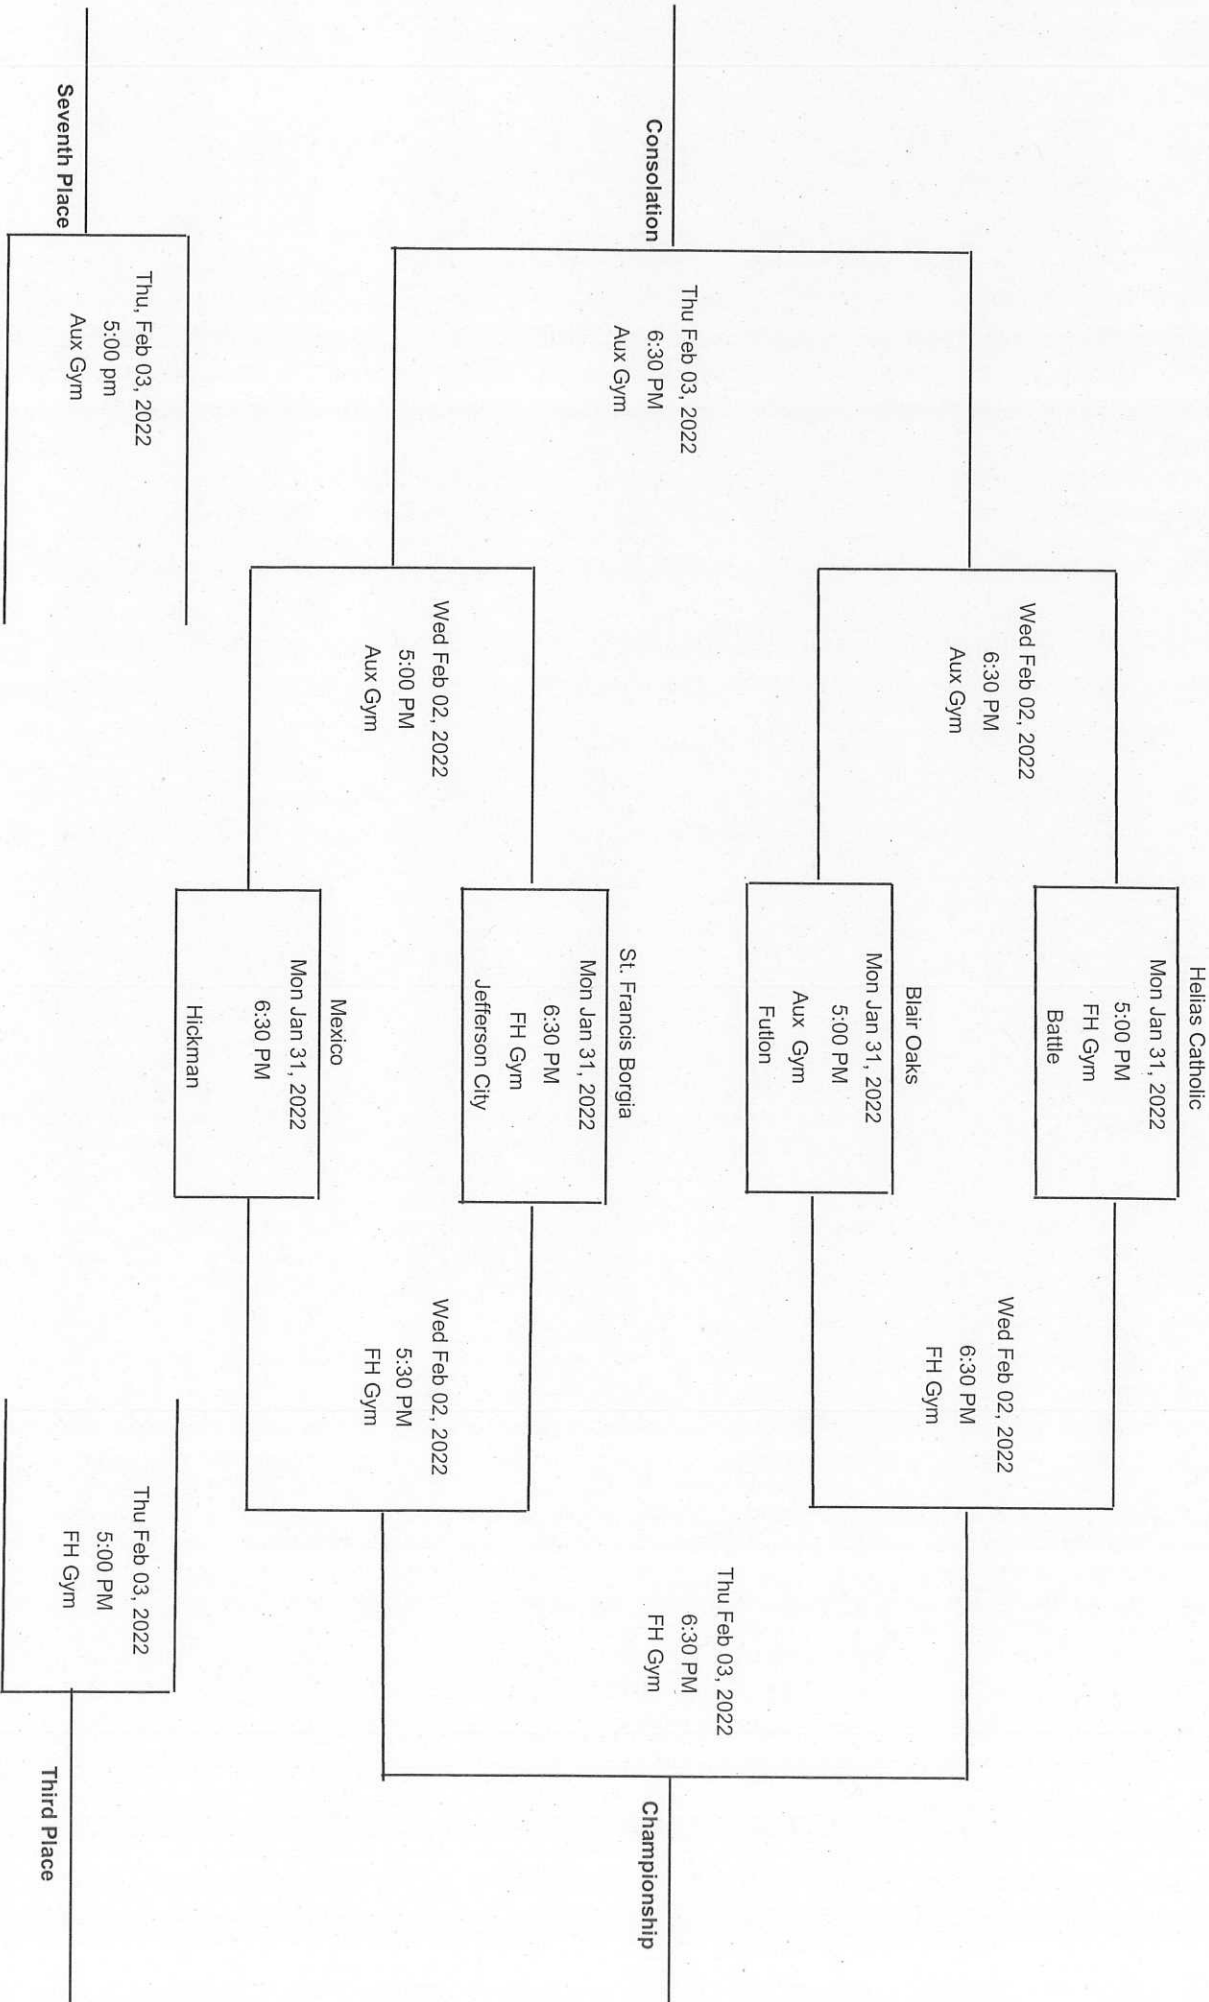 Helias Catholic
Mon Jan 31, 2022
5:00 PM
FH Gym
Battle
Wed Feb 02, 2022
6:30 PM
Aux Gym
Wed Feb 02, 2022
6:30 PM
FH Gym
Blair Oaks
Mon Jan 31, 2022
5:00 PM
Aux Gym
Futlon
Thu Feb 03, 2022
6:30 PM
Aux Gym
Consolation
Thu Feb 03, 2022
6:30 PM
FH Gym
Championship
St. Francis Borgia
Mon Jan 31, 2022
6:30 PM
FH Gym
Jefferson City
Wed Feb 02, 2022
5:00 PM
Aux Gym
Wed Feb 02, 2022
5:30 PM
FH Gym
Mexico
Mon Jan 31, 2022
6:30 PM
Hickman
Thu, Feb 03, 2022
5:00 pm
Aux Gym
Seventh Place
Thu Feb 03, 2022
5:00 PM
FH Gym
Third Place